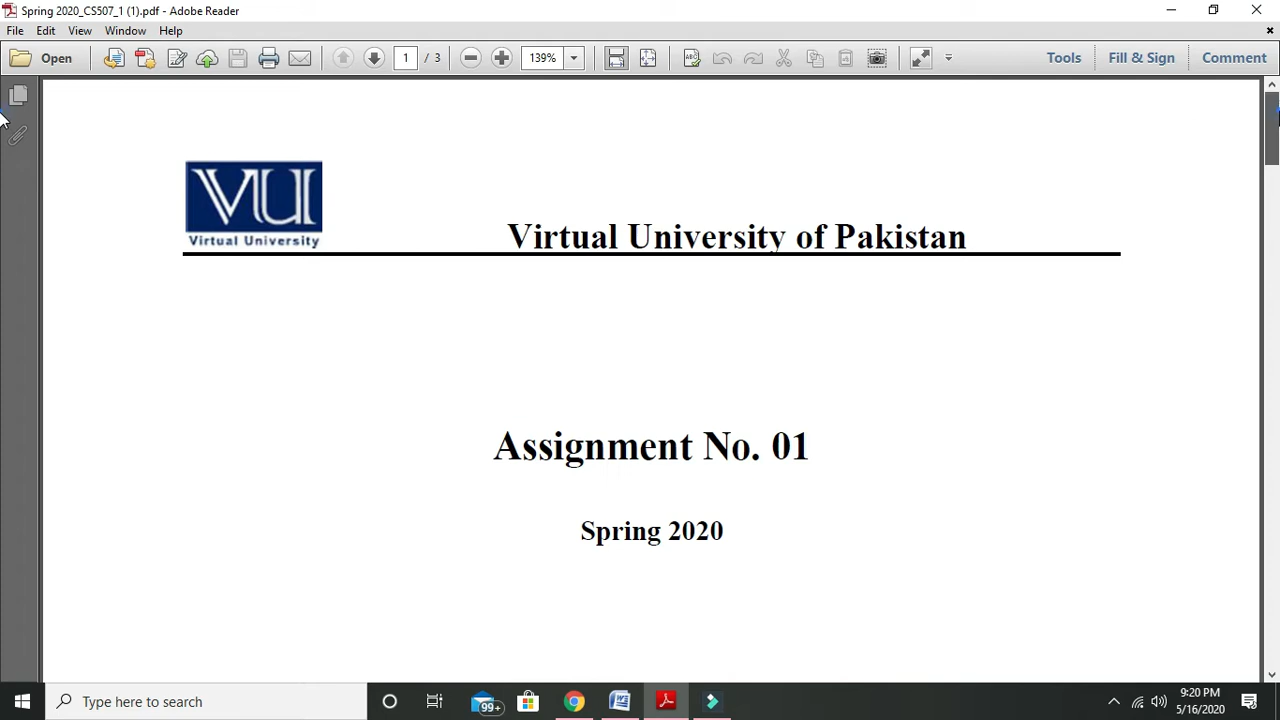 Spring 2020_CS507_1 (1).pdf - Adobe Reader
File Edit View Window Help
Open 1 / 3 139% Tools Fill & Sign Comment
VU
Virtual University
Virtual University of Pakistan
Assignment No. 01
Spring 2020
Type here to search
99+
9:20 PM
5/16/2020